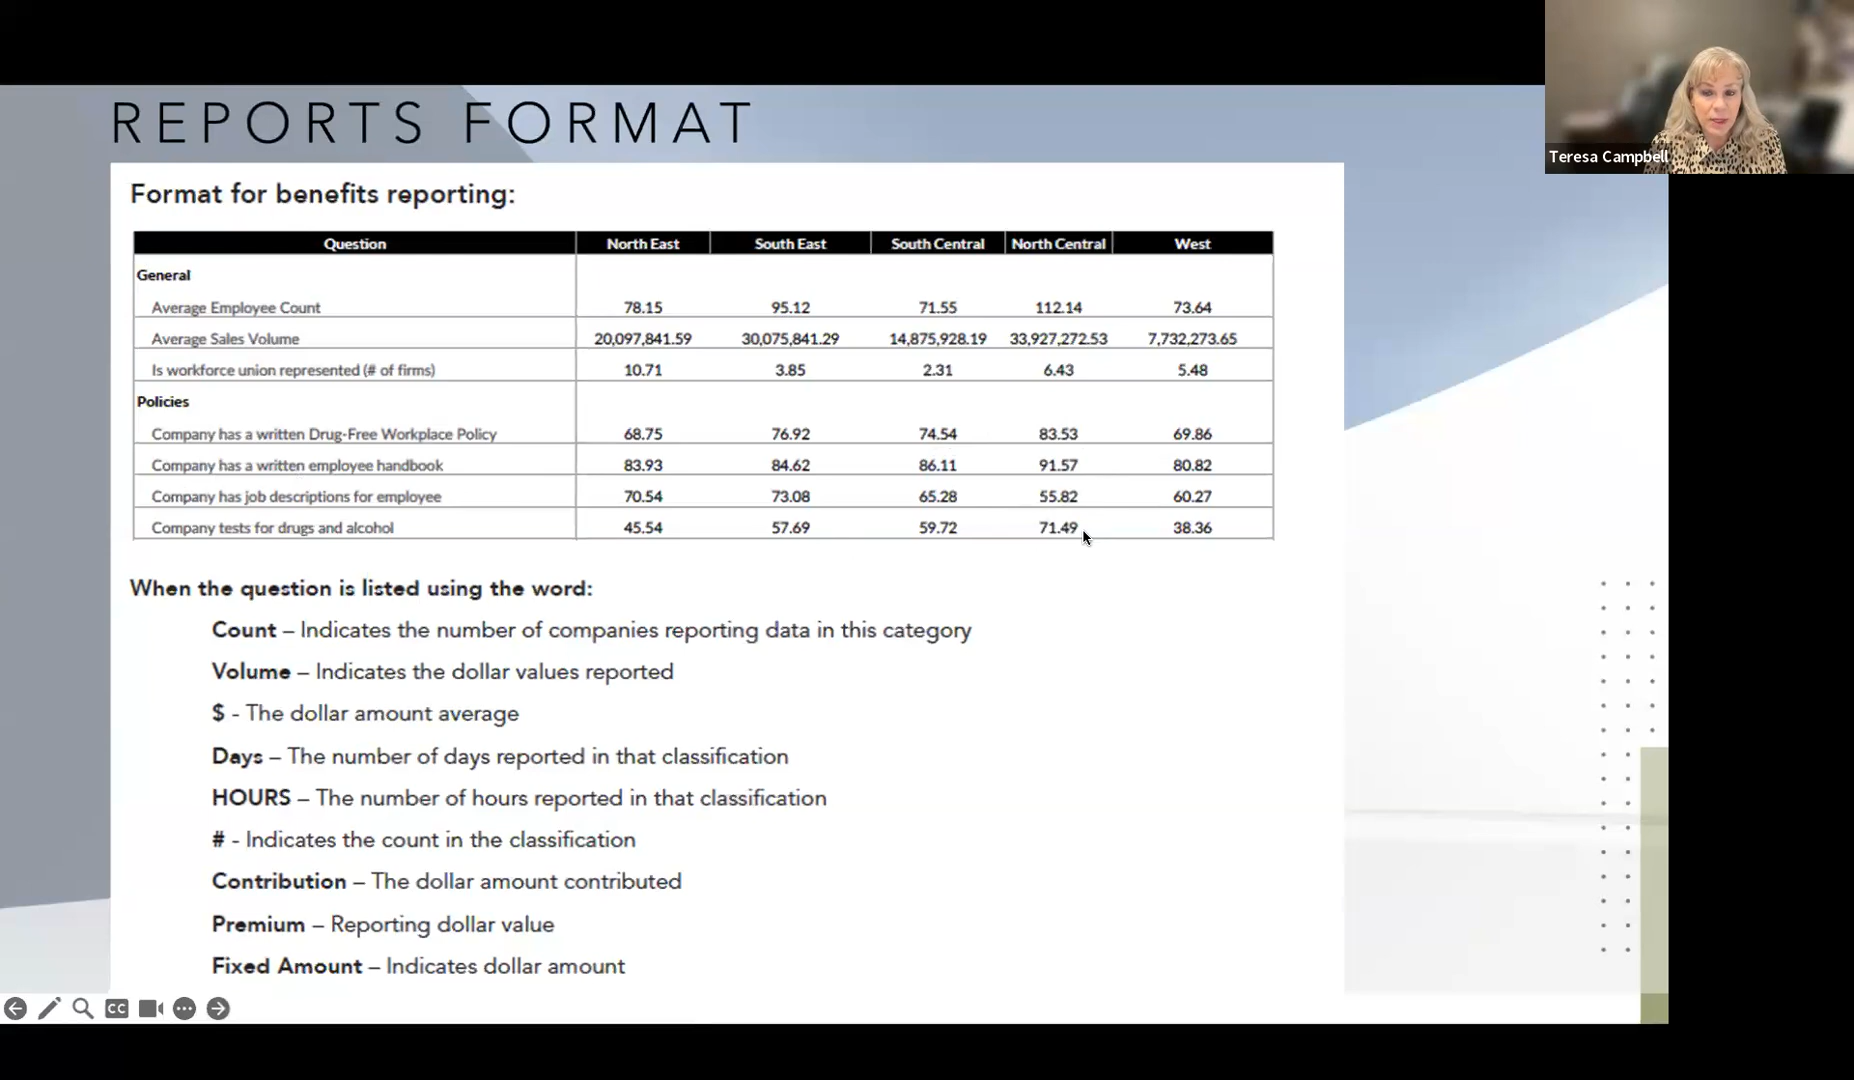 REPORTS FORMAT
Teresa Campbell
Format for benefits reporting:
Question North East South East South Central North Central West
General
Average Employee Count 78.15 95.12 71.55 112.14 73.64
Average Sales Volume 20,097,841.59 30,075,841.29 14,875,928.19 33,927,272.53 7,732,273.65
Is workforce union represented (# of firms) 10.71 3.85 2.31 6.43 5.48
Policies
Company has a written Drug-Free Workplace Policy 68.75 76.92 74.54 83.53 69.86
Company has a written employee handbook 83.93 84.62 86.11 91.57 80.82
Company has job descriptions for employee 70.54 73.08 65.28 55.82 60.27
Company tests for drugs and alcohol 45.54 57.69 59.72 71.49 38.36
When the question is listed using the word:
Count – Indicates the number of companies reporting data in this category
Volume – Indicates the dollar values reported
$ - The dollar amount average
Days – The number of days reported in that classification
HOURS – The number of hours reported in that classification
# - Indicates the count in the classification
Contribution – The dollar amount contributed
Premium – Reporting dollar value
Fixed Amount – Indicates dollar amount
CC